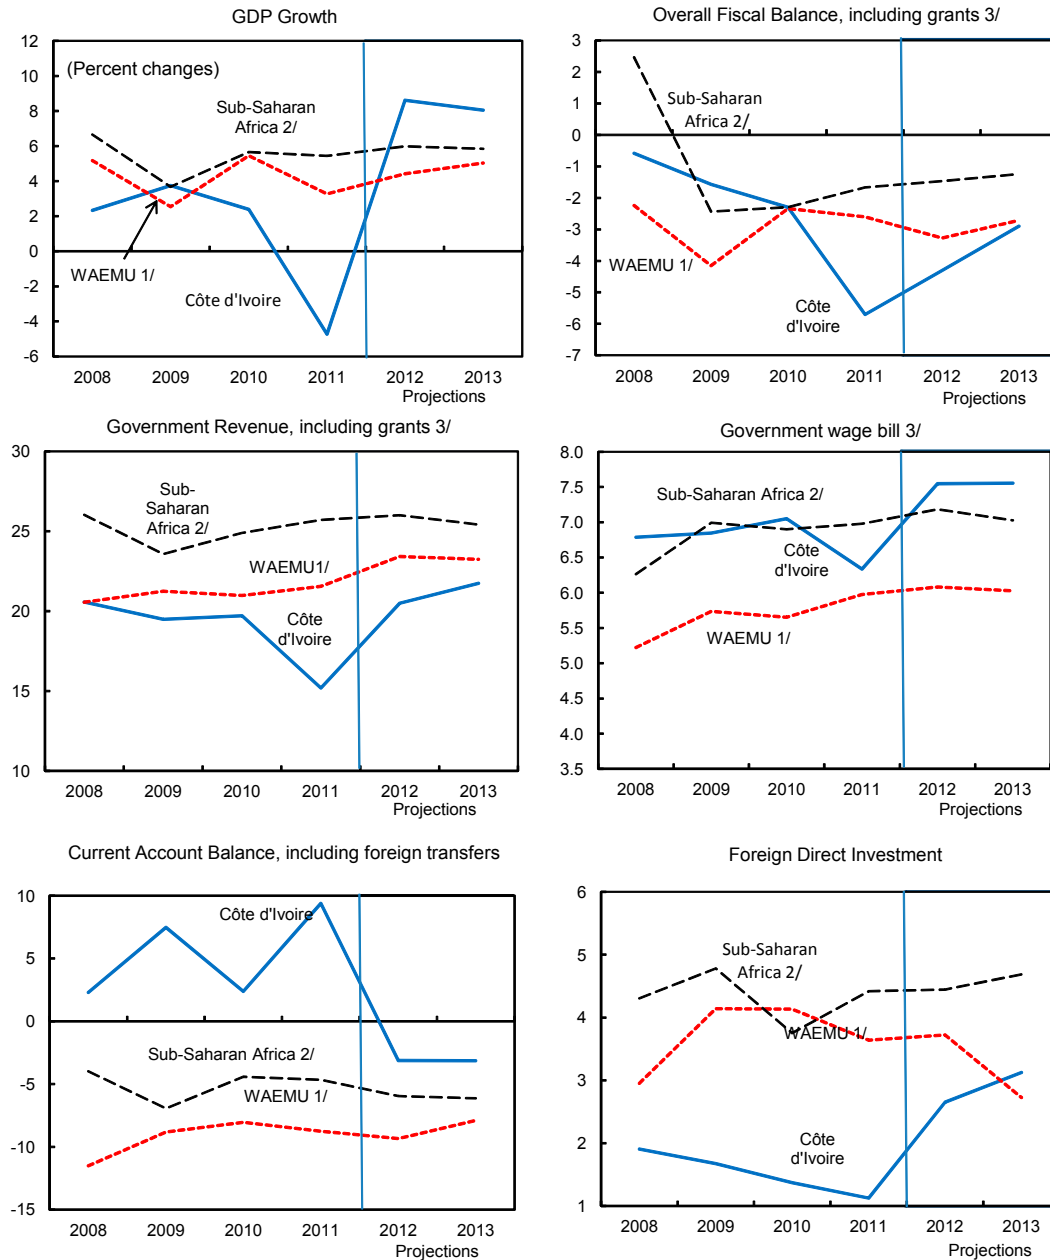 GDP Growth
12
10
8
6
4
2
0
-2
-4
-6
(Percent changes)
Sub-Saharan
Africa 2/
WAEMU 1/
Côte d'Ivoire
2008 2009 2010 2011 2012 2013
Projections
Overall Fiscal Balance, including grants 3/
3
2
1
0
-1
-2
-3
-4
-5
-6
-7
Sub-Saharan
Africa 2/
WAEMU 1/
Côte
d'Ivoire
2008 2009 2010 2011 2012 2013
Projections
Government Revenue, including grants 3/
30
25
20
15
10
Sub-
Saharan
Africa 2/
WAEMU1/
Côte
d'Ivoire
2008 2009 2010 2011 2012 2013
Projections
Government wage bill 3/
8.0
7.5
7.0
6.5
6.0
5.5
5.0
4.5
4.0
3.5
Sub-Saharan Africa 2/
Côte
d'Ivoire
WAEMU 1/
2008 2009 2010 2011 2012 2013
Projections
Current Account Balance, including foreign transfers
10
5
0
-5
-10
-15
Côte d'Ivoire
Sub-Saharan Africa 2/
WAEMU 1/
2008 2009 2010 2011 2012 2013
Projections
Foreign Direct Investment
6
5
4
3
2
1
Sub-Saharan
Africa 2/
WAEMU 1/
Côte
d'Ivoire
2008 2009 2010 2011 2012 2013
Projections